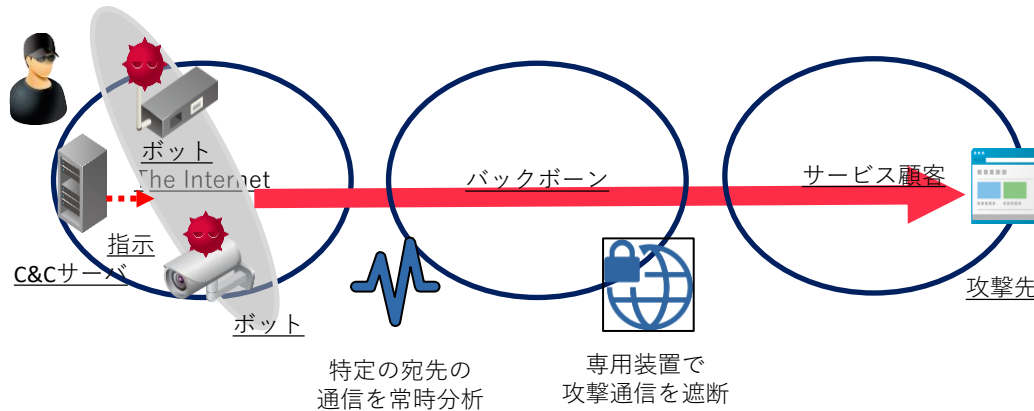 ボット
The Internet
指示
C&Cサーバ
ボット
バックボーン
サービス顧客
攻撃先
特定の宛先の
通信を常時分析
専用装置で
攻撃通信を遮断